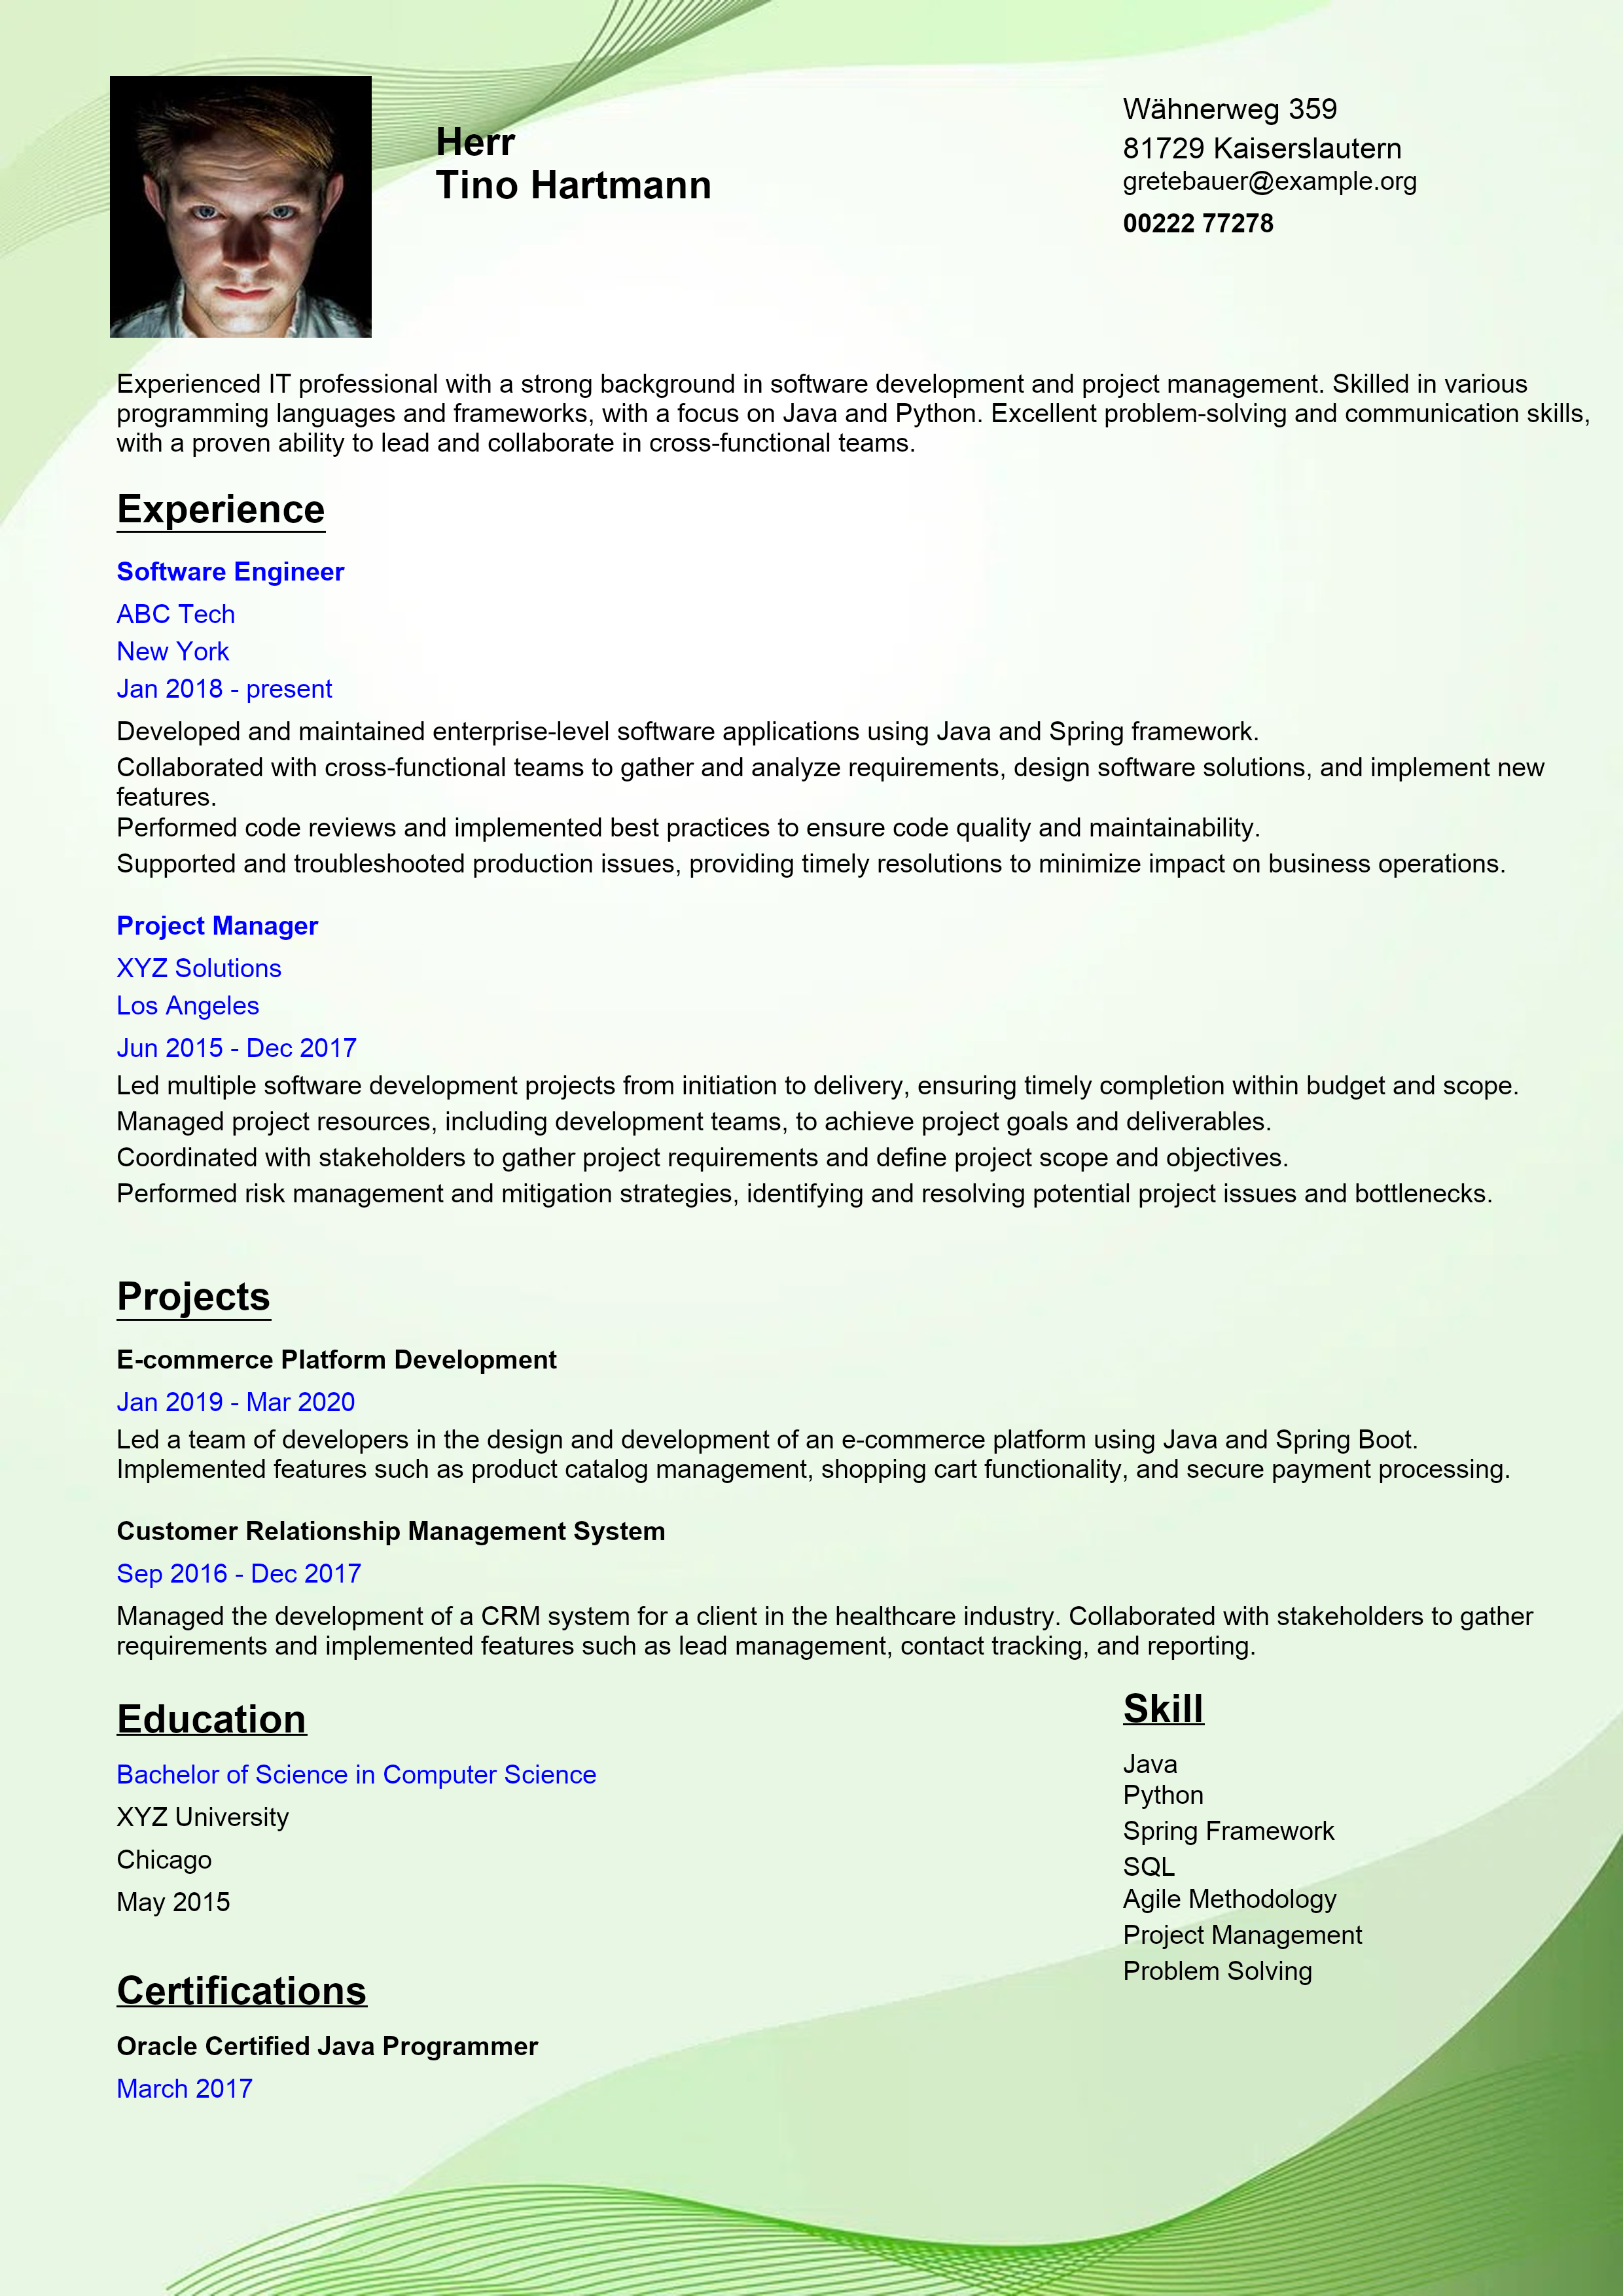 Herr
Tino Hartmann
Wähnerweg 359
81729 Kaiserslautern
gretebauer@example.org
00222 77278
Experienced IT professional with a strong background in software development and project management. Skilled in various
programming languages and frameworks, with a focus on Java and Python. Excellent problem-solving and communication skills,
with a proven ability to lead and collaborate in cross-functional teams.
Experience
Software Engineer
ABC Tech
New York
Jan 2018 - present
Developed and maintained enterprise-level software applications using Java and Spring framework.
Collaborated with cross-functional teams to gather and analyze requirements, design software solutions, and implement new
features.
Performed code reviews and implemented best practices to ensure code quality and maintainability.
Supported and troubleshooted production issues, providing timely resolutions to minimize impact on business operations.
Project Manager
XYZ Solutions
Los Angeles
Jun 2015 - Dec 2017
Led multiple software development projects from initiation to delivery, ensuring timely completion within budget and scope.
Managed project resources, including development teams, to achieve project goals and deliverables.
Coordinated with stakeholders to gather project requirements and define project scope and objectives.
Performed risk management and mitigation strategies, identifying and resolving potential project issues and bottlenecks.
Projects
E-commerce Platform Development
Jan 2019 - Mar 2020
Led a team of developers in the design and development of an e-commerce platform using Java and Spring Boot.
Implemented features such as product catalog management, shopping cart functionality, and secure payment processing.
Customer Relationship Management System
Sep 2016 - Dec 2017
Managed the development of a CRM system for a client in the healthcare industry. Collaborated with stakeholders to gather
requirements and implemented features such as lead management, contact tracking, and reporting.
Education
Bachelor of Science in Computer Science
XYZ University
Chicago
May 2015
Certifications
Oracle Certified Java Programmer
March 2017
Skill
Java
Python
Spring Framework
SQL
Agile Methodology
Project Management
Problem Solving